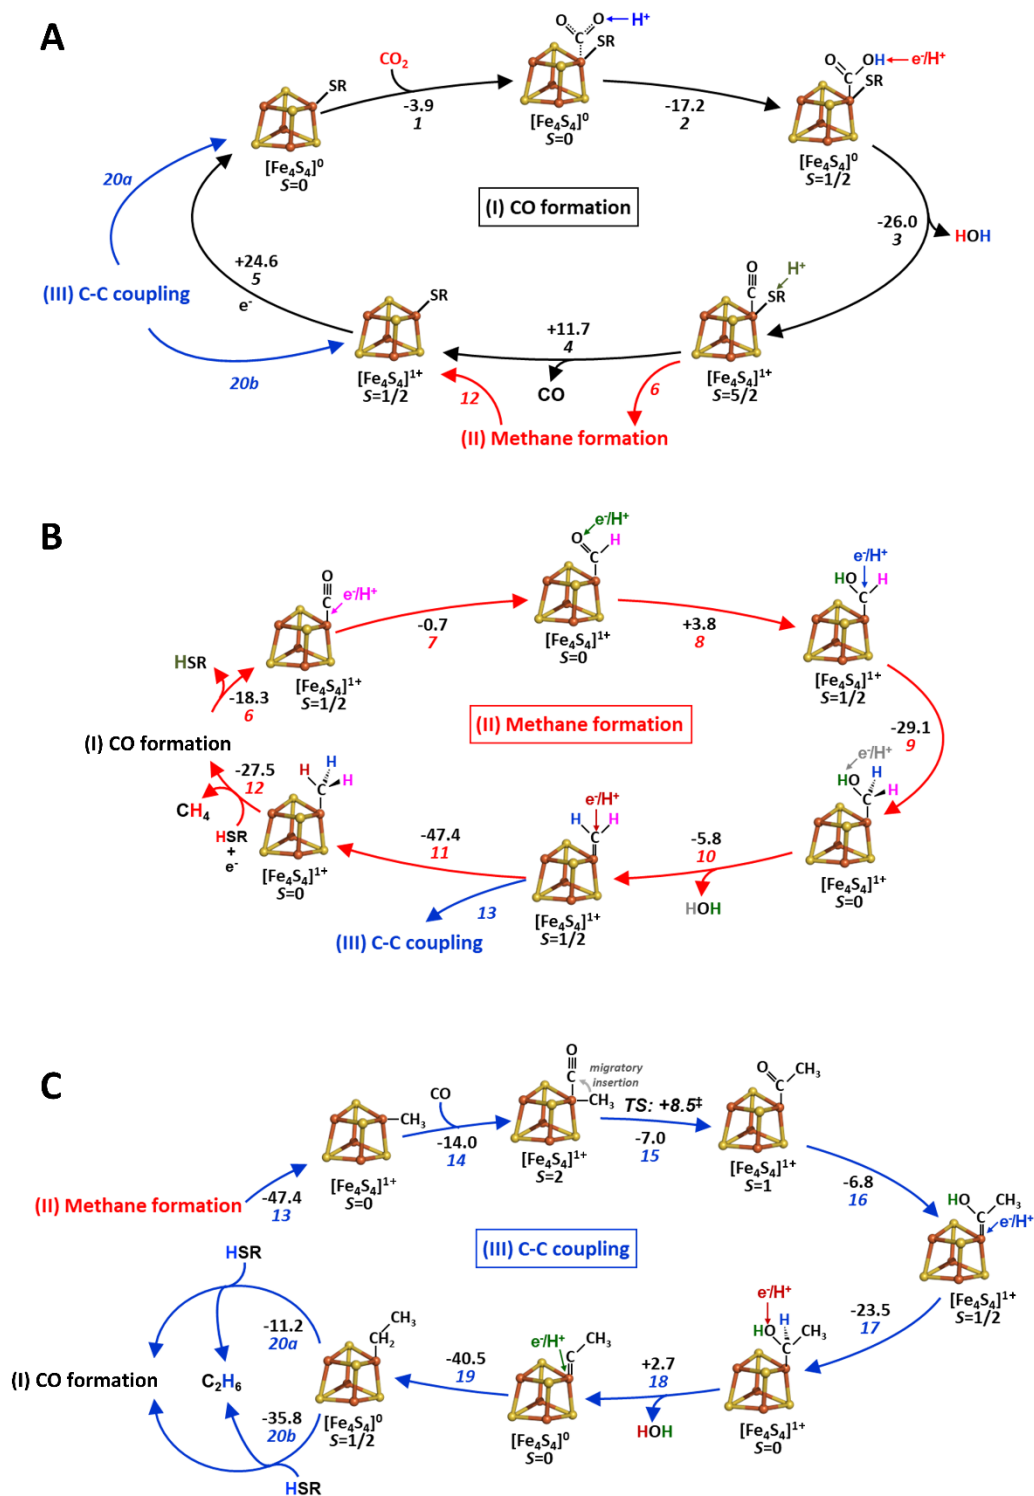 A
O
O
H⁺
C
SR
CO₂
SR
-3.9
1
[Fe₄S₄]⁰
S=0
[Fe₄S₄]⁰
S=0
-17.2
2
O
OH
e⁻/H⁺
C
SR
[Fe₄S₄]⁰
S=1/2
20a
(I) CO formation
-26.0
3
HOH
+24.6
5
e⁻
(III) C-C coupling
O
C
H⁺
SR
SR
+11.7
4
CO
[Fe₄S₄]¹⁺
S=1/2
[Fe₄S₄]¹⁺
S=5/2
20b
12
6
(II) Methane formation
B
e⁻/H⁺
O
H
C
O
C
e⁻/H⁺
e⁻/H⁺
HO
H
C
-0.7
7
[Fe₄S₄]¹⁺
S=0
+3.8
8
HSR
[Fe₄S₄]¹⁺
S=1/2
[Fe₄S₄]¹⁺
S=1/2
-18.3
6
(II) Methane formation
-29.1
9
(I) CO formation
e⁻/H⁺
H
HO
H
C
-27.5
12
H
H
H
C
CH₄
HSR
+
e⁻
e⁻/H⁺
H
H
C
-47.4
11
-5.8
10
[Fe₄S₄]¹⁺
S=0
[Fe₄S₄]¹⁺
S=0
HOH
[Fe₄S₄]¹⁺
S=1/2
13
(III) C-C coupling
C
O
C
migratory
insertion
CH₃
O
CH₃
C
CO
CH₃
TS: +8.5‡
-14.0
14
-7.0
15
[Fe₄S₄]¹⁺
S=2
[Fe₄S₄]¹⁺
S=1
[Fe₄S₄]¹⁺
S=0
-6.8
16
(II) Methane formation
-47.4
13
HO
CH₃
C
e⁻/H⁺
(III) C-C coupling
HSR
[Fe₄S₄]¹⁺
S=1/2
e⁻/H⁺
H
HO
CH₃
C
-23.5
17
CH₃
CH₂
e⁻/H⁺
CH₃
C
-11.2
20a
-40.5
19
+2.7
18
(I) CO formation
C₂H₆
HOH
[Fe₄S₄]¹⁺
S=0
-35.8
20b
[Fe₄S₄]⁰
S=1/2
[Fe₄S₄]⁰
S=0
HSR